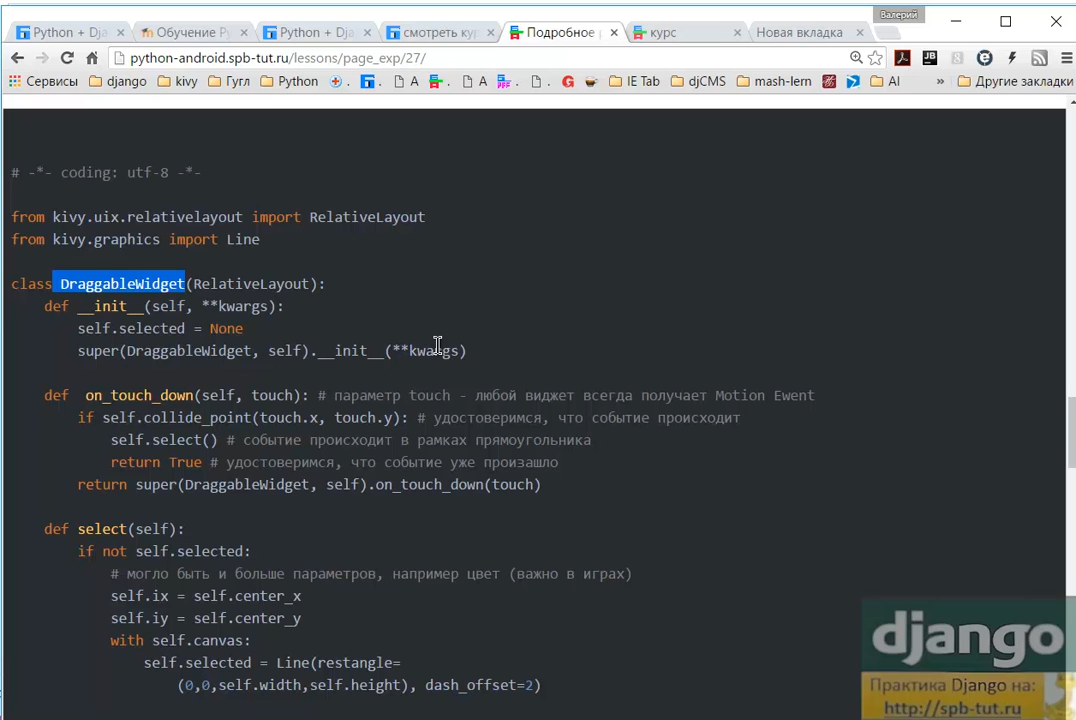 Валерий
Python + Dja
Обучение Py
Python + Dja
смотреть кур
Подробное р
курс
Новая вкладка
python-android.spb-tut.ru/lessons/page_exp/27/
Сервисы django kivy Гугл Python A A IE Tab djCMS mash-lern AI » Другие закладки
# -*- coding: utf-8 -*-
from kivy.uix.relativelayout import RelativeLayout
from kivy.graphics import Line
class DraggableWidget(RelativeLayout):
def __init__(self, **kwargs):
self.selected = None
super(DraggableWidget, self).__init__(**kwargs)
def on_touch_down(self, touch): # параметр touch - любой виджет всегда получает Motion Ewent
if self.collide_point(touch.x, touch.y): # удостоверимся, что событие происходит
self.select() # событие происходит в рамках прямоугольника
return True # удостоверимся, что событие уже произашло
return super(DraggableWidget, self).on_touch_down(touch)
def select(self):
if not self.selected:
# могло быть и больше параметров, например цвет (важно в играх)
self.ix = self.center_x
self.iy = self.center_y
with self.canvas:
self.selected = Line(restangle=
(0,0,self.width,self.height), dash_offset=2)
django
Практика Django на:
http://spb-tut.ru